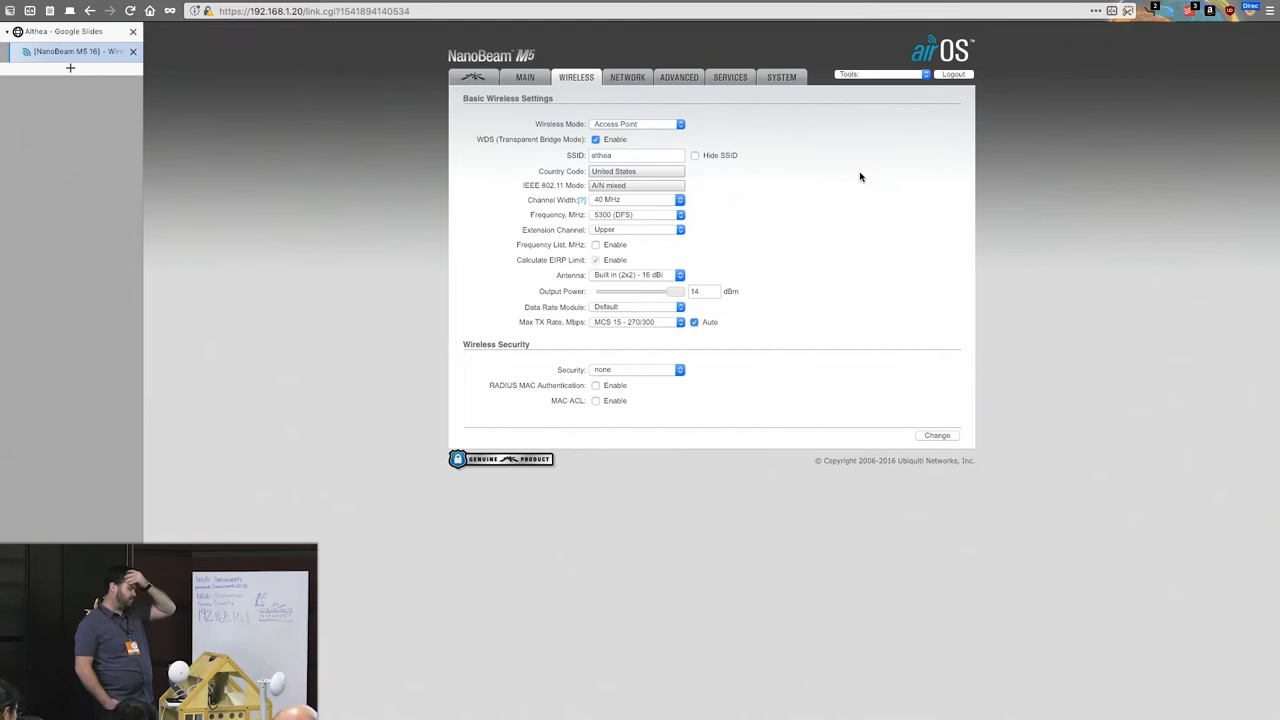 https://192.168.1.20/link.cgi?1541894140534
2
3
Direc
Althea - Google Slides
[NanoBeam M5 16] - Wire
NanoBeam M5
airOS™
MAIN
WIRELESS
NETWORK
ADVANCED
SERVICES
SYSTEM
Tools:
Logout
Basic Wireless Settings
Wireless Mode: Access Point
WDS (Transparent Bridge Mode): Enable
SSID: althea Hide SSID
Country Code: United States
IEEE 802.11 Mode: A/N mixed
Channel Width:[?] 40 MHz
Frequency, MHz: 5300 (DFS)
Extension Channel: Upper
Frequency List, MHz: Enable
Calculate EIRP Limit: Enable
Antenna: Built in (2x2) - 16 dBi
Output Power: 14 dBm
Data Rate Module: Default
Max TX Rate, Mbps: MCS 15 - 270/300 Auto
Wireless Security
Security: none
RADIUS MAC Authentication: Enable
MAC ACL: Enable
Change
GENUINE PRODUCT
© Copyright 2006-2016 Ubiquiti Networks, Inc.
192.168.10.1